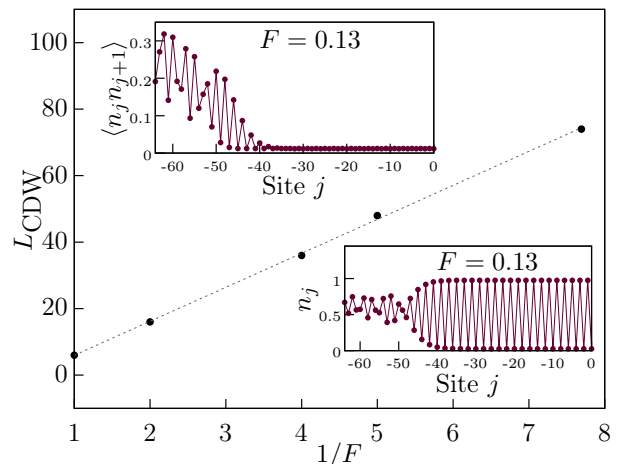 100
80
60
40
20
0
L_CDW
1 2 3 4 5 6 7 8
1/F
F = 0.13
⟨n_j n_{j+1}⟩
0.3
0.2
0.1
0
-60 -50 -40 -30 -20 -10 0
Site j
F = 0.13
n_j
1
0.5
0
-60 -50 -40 -30 -20 -10 0
Site j